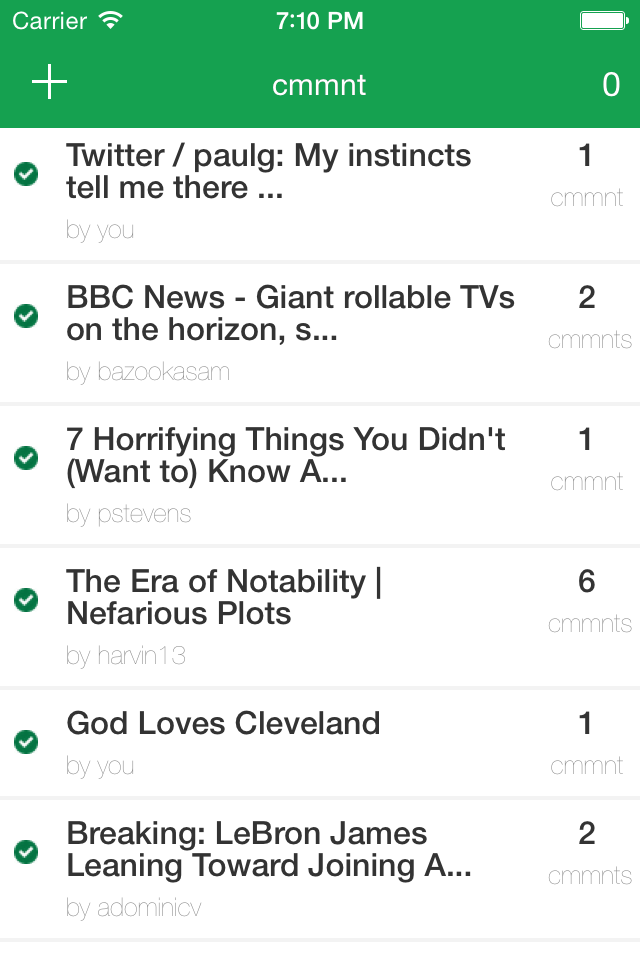 Carrier 7:10 PM
cmmnt 0
Twitter / paulg: My instincts 1
tell me there ... cmmnt
by you
BBC News - Giant rollable TVs 2
on the horizon, s... cmmnts
by bazookasam
7 Horrifying Things You Didn't 1
(Want to) Know A... cmmnt
by pstevens
The Era of Notability | 6
Nefarious Plots cmmnts
by harvin13
God Loves Cleveland 1
by you cmmnt
Breaking: LeBron James 2
Leaning Toward Joining A... cmmnts
by adominicv